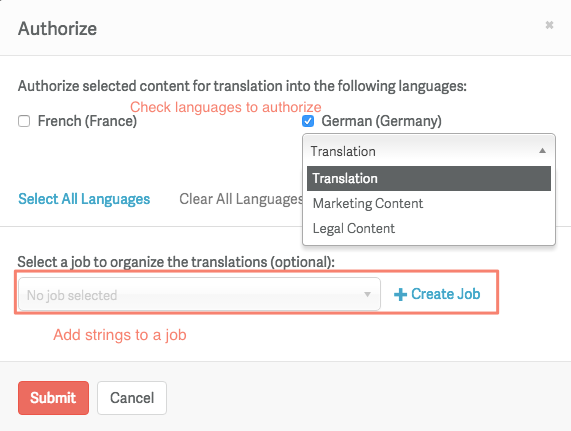 Authorize
×
Authorize selected content for translation into the following languages:
Check languages to authorize
French (France)
German (Germany)
Translation
Translation
Marketing Content
Legal Content
Select All Languages
Clear All Languages
Select a job to organize the translations (optional):
No job selected
+ Create Job
Add strings to a job
Submit
Cancel